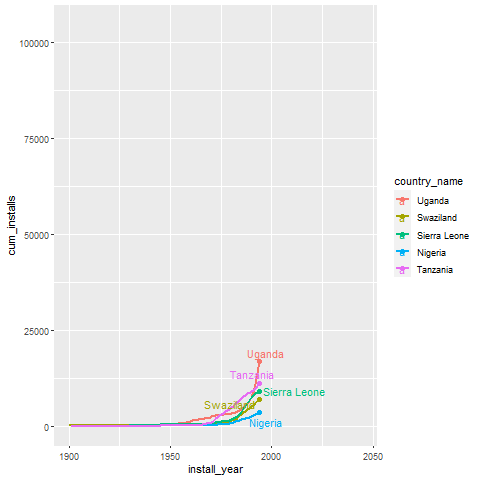 100000
75000
50000
25000
0
cum_installs
1900
1950
2000
2050
install_year
Uganda
Tanzania
Sierra Leone
Swaziland
Nigeria
country_name
a Uganda
a Swaziland
a Sierra Leone
a Nigeria
a Tanzania